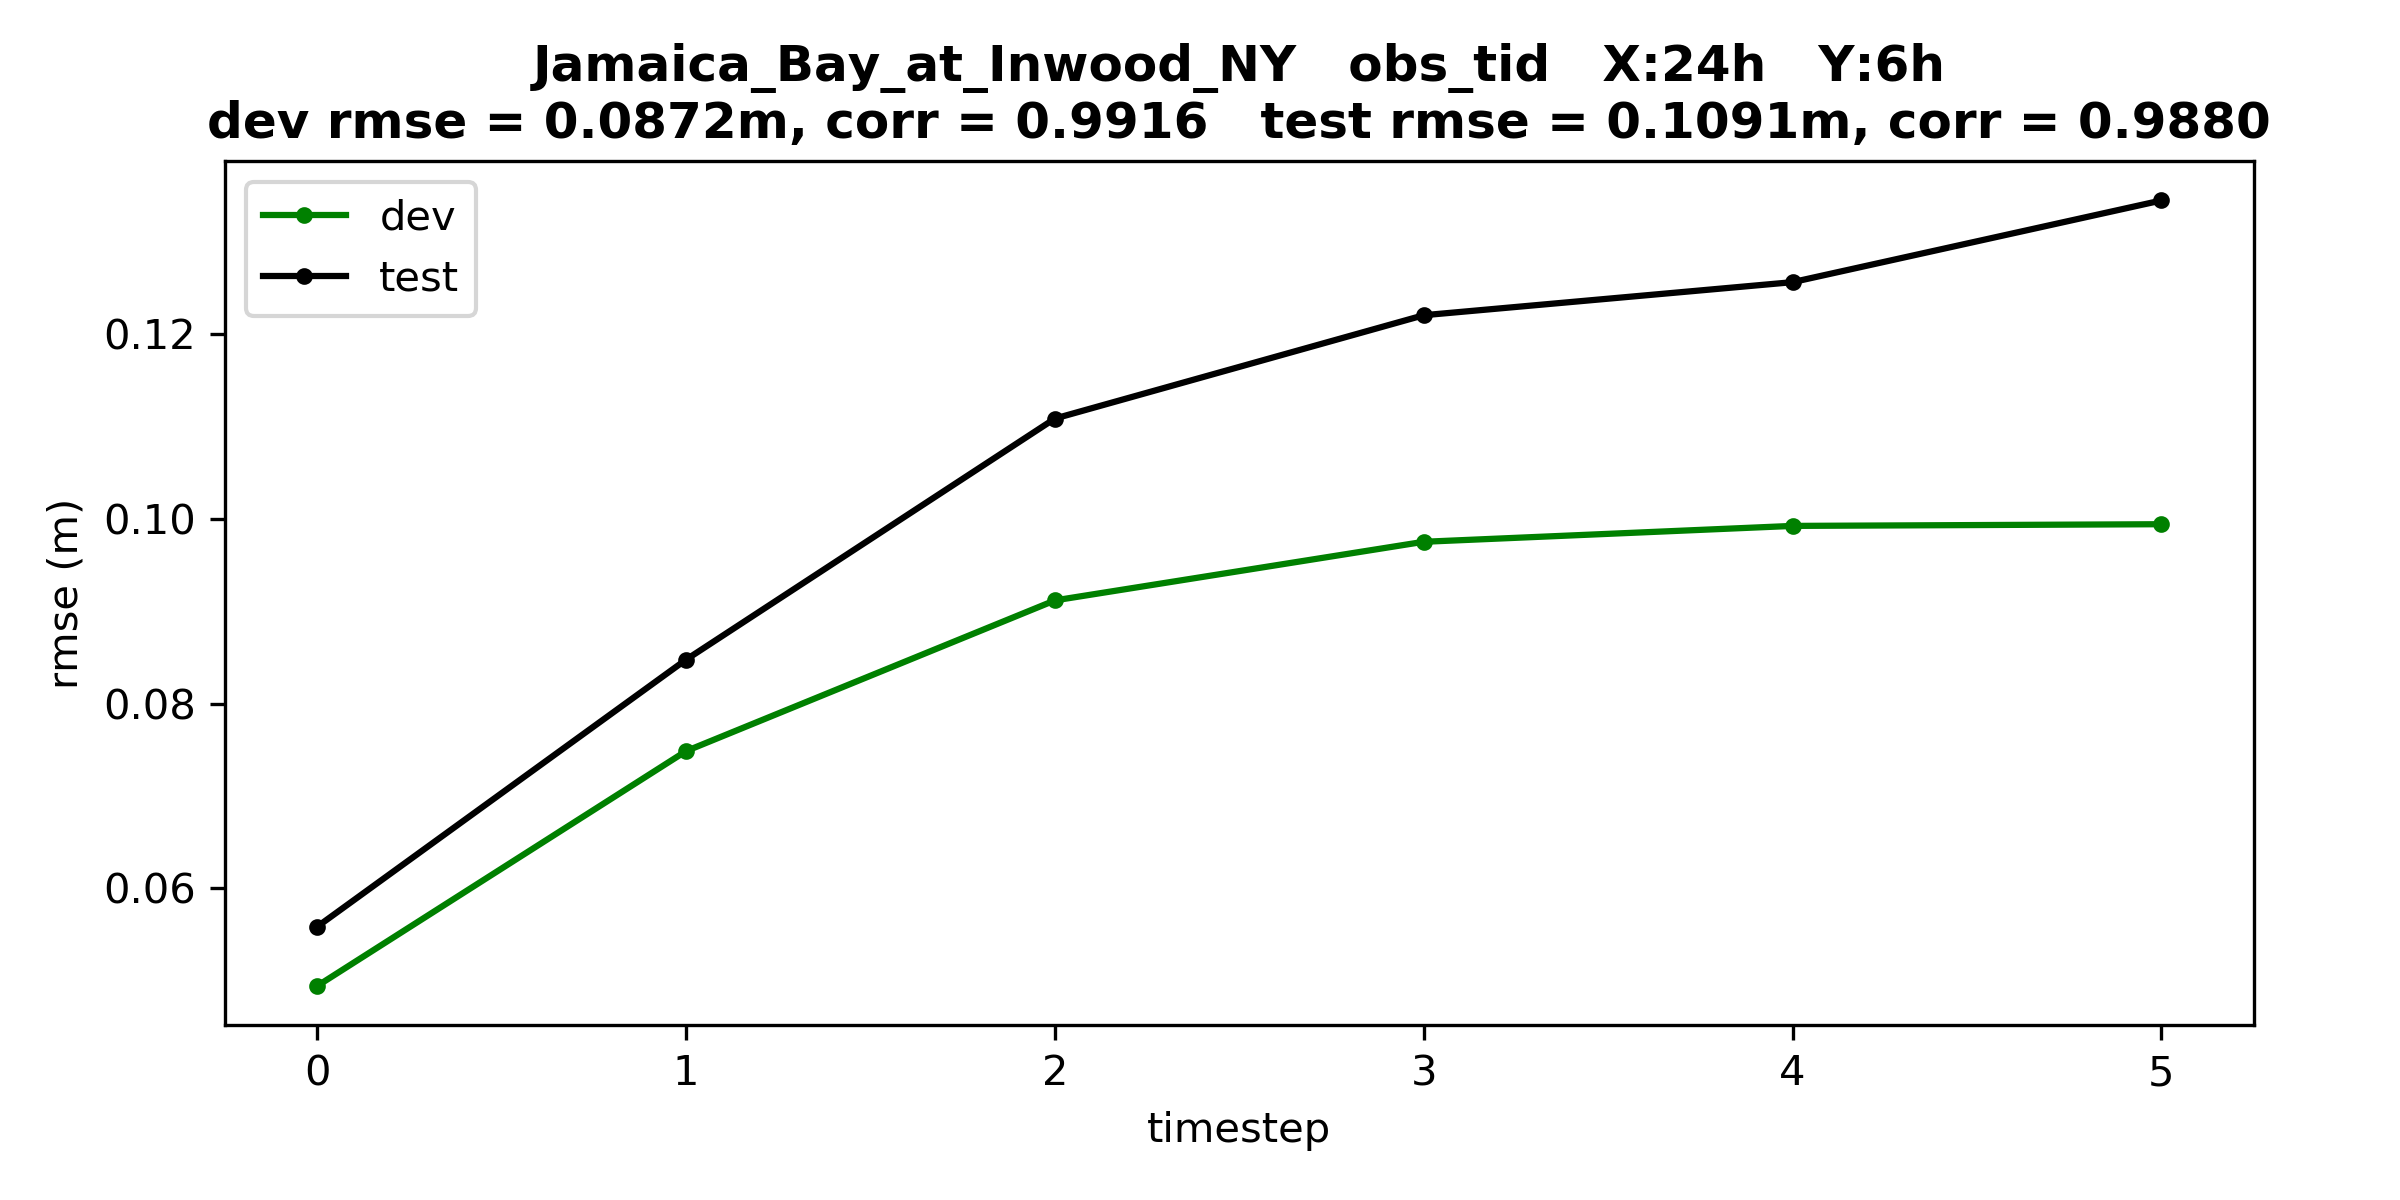 Jamaica_Bay_at_Inwood_NY   obs_tid   X:24h   Y:6h
dev rmse = 0.0872m, corr = 0.9916   test rmse = 0.1091m, corr = 0.9880
dev
test
0.12
0.10
0.08
0.06
rmse (m)
0 1 2 3 4 5
timestep